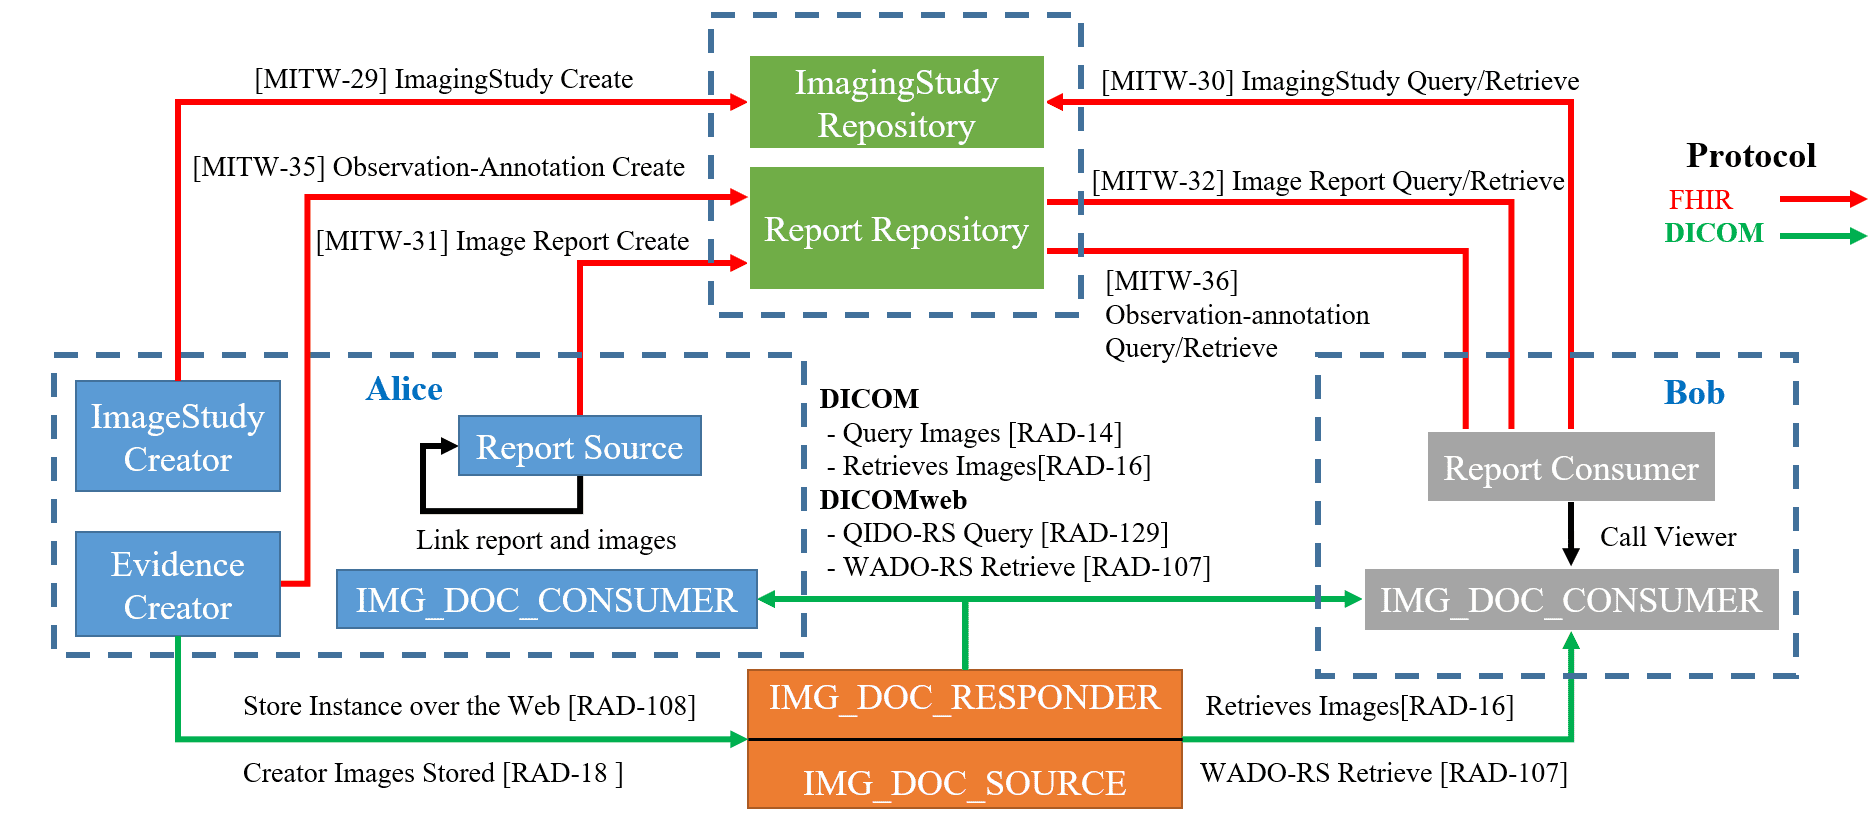 [MITW-29] ImagingStudy Create
ImagingStudy
Repository
[MITW-30] ImagingStudy Query/Retrieve
[MITW-35] Observation-Annotation Create
[MITW-31] Image Report Create
Report Repository
[MITW-32] Image Report Query/Retrieve
[MITW-36]
Observation-annotation
Query/Retrieve
Protocol
FHIR
DICOM
Alice
ImageStudy
Creator
Report Source
Link report and images
Evidence
Creator
IMG_DOC_CONSUMER
DICOM
- Query Images [RAD-14]
- Retrieves Images[RAD-16]
DICOMweb
- QIDO-RS Query [RAD-129]
- WADO-RS Retrieve [RAD-107]
Bob
Report Consumer
Call Viewer
IMG_DOC_CONSUMER
Store Instance over the Web [RAD-108]
Creator Images Stored [RAD-18 ]
IMG_DOC_RESPONDER
IMG_DOC_SOURCE
Retrieves Images[RAD-16]
WADO-RS Retrieve [RAD-107]